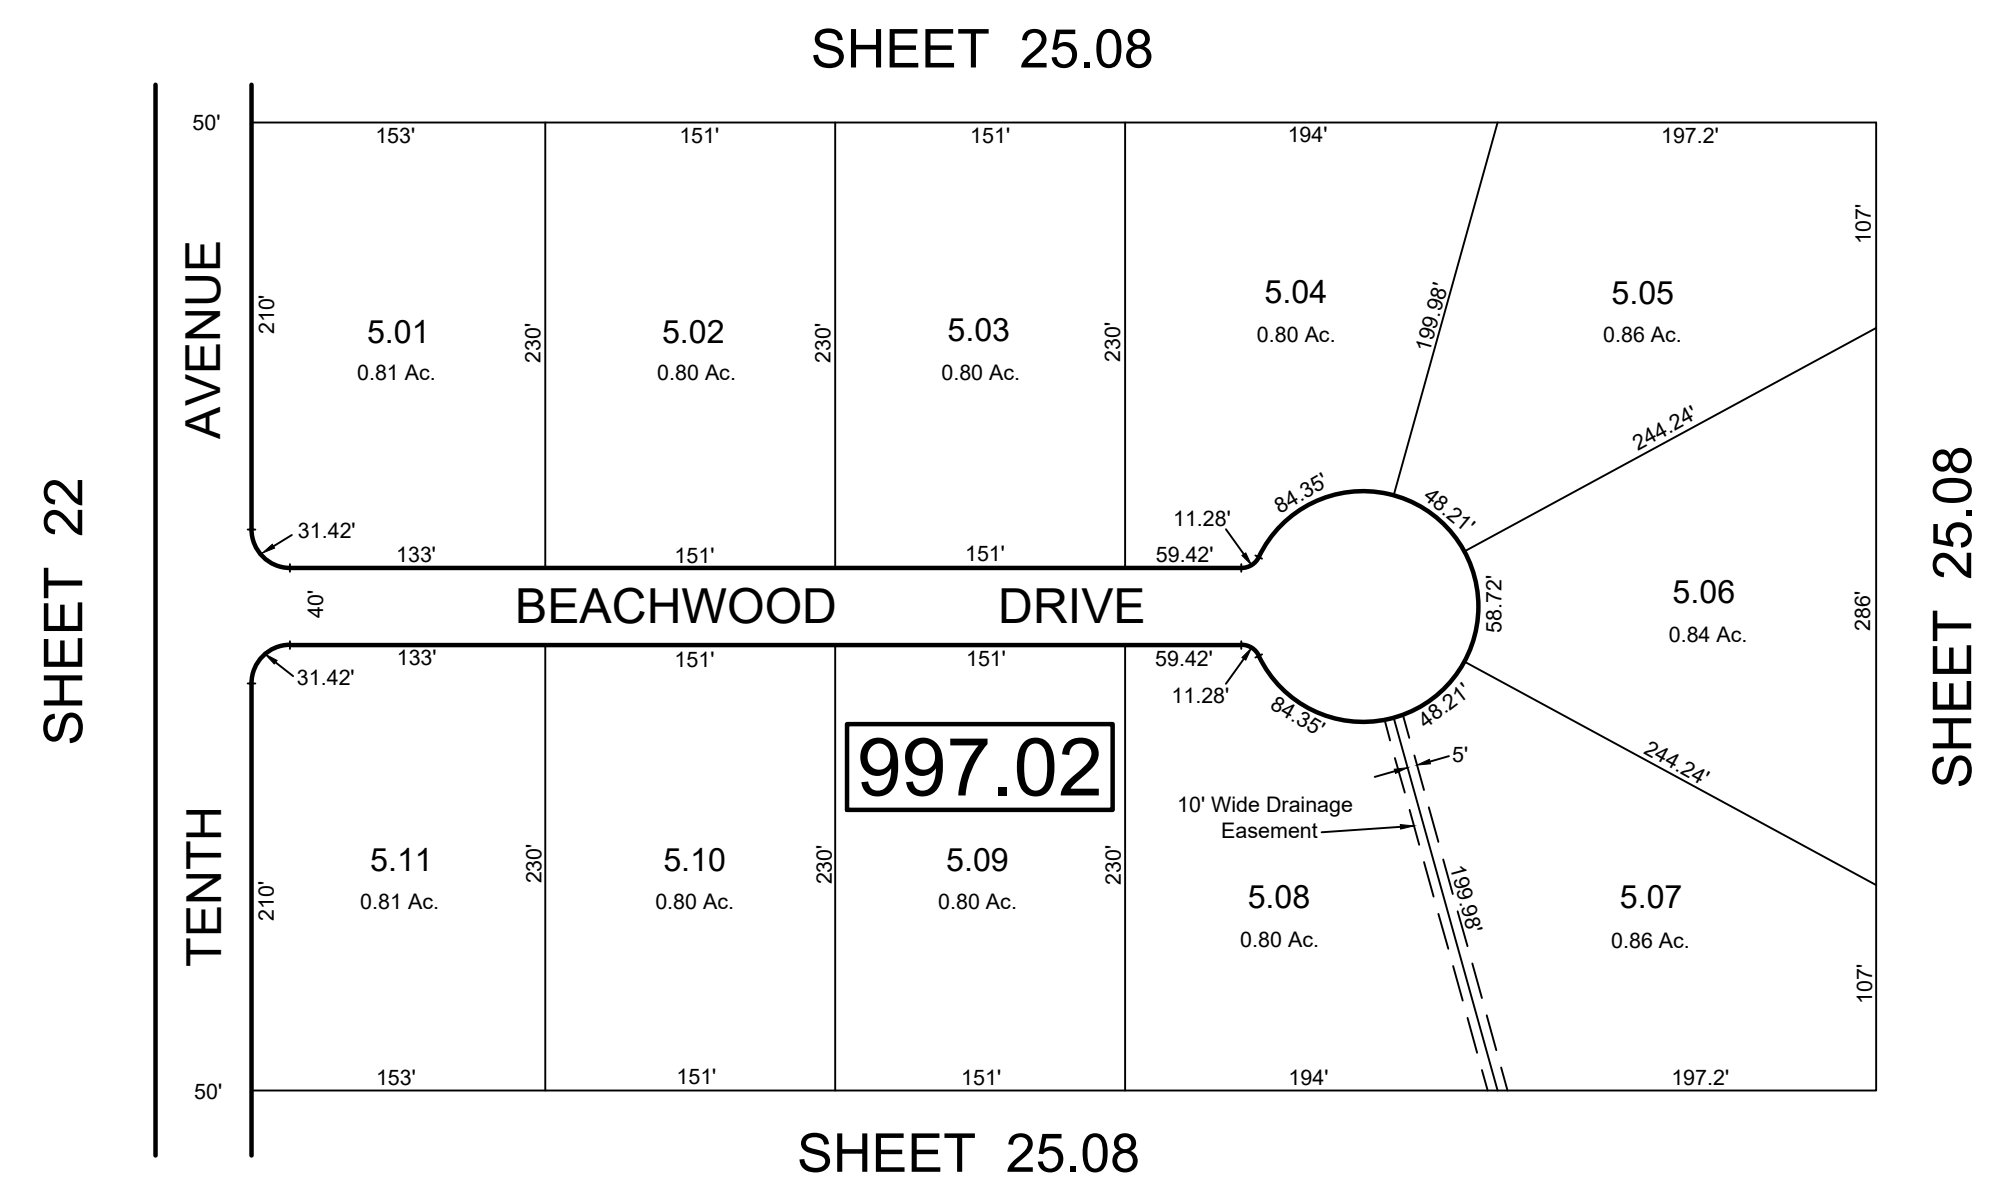 SHEET 25.08
50'
153'
151'
151'
194'
197.2'
107'
AVENUE
210'
5.01
0.81 Ac.
230'
5.02
0.80 Ac.
230'
5.03
0.80 Ac.
230'
5.04
0.80 Ac.
199.98'
5.05
0.86 Ac.
244.24'
SHEET 22
31.42'
133'
151'
151'
59.42'
11.28'
84.35'
48.21'
40'
BEACHWOOD DRIVE
58.72'
5.06
0.84 Ac.
286'
SHEET 25.08
31.42'
133'
151'
151'
59.42'
11.28'
84.35'
48.21'
997.02
5'
10' Wide Drainage
Easement
244.24'
TENTH
210'
5.11
0.81 Ac.
230'
5.10
0.80 Ac.
230'
5.09
0.80 Ac.
230'
5.08
0.80 Ac.
199.98'
5.07
0.86 Ac.
107'
50'
153'
151'
151'
194'
197.2'
SHEET 25.08